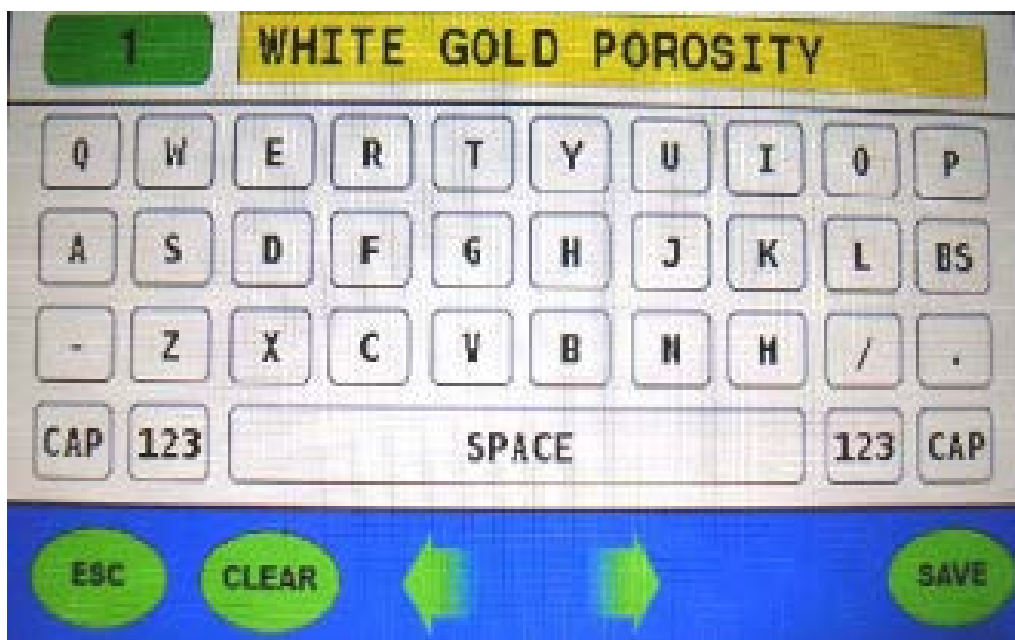 1 WHITE GOLD POROSITY
Q W E R T Y U I O P
A S D F G H J K L BS
- Z X C V B N M / .
CAP 123 SPACE 123 CAP
ESC CLEAR SAVE